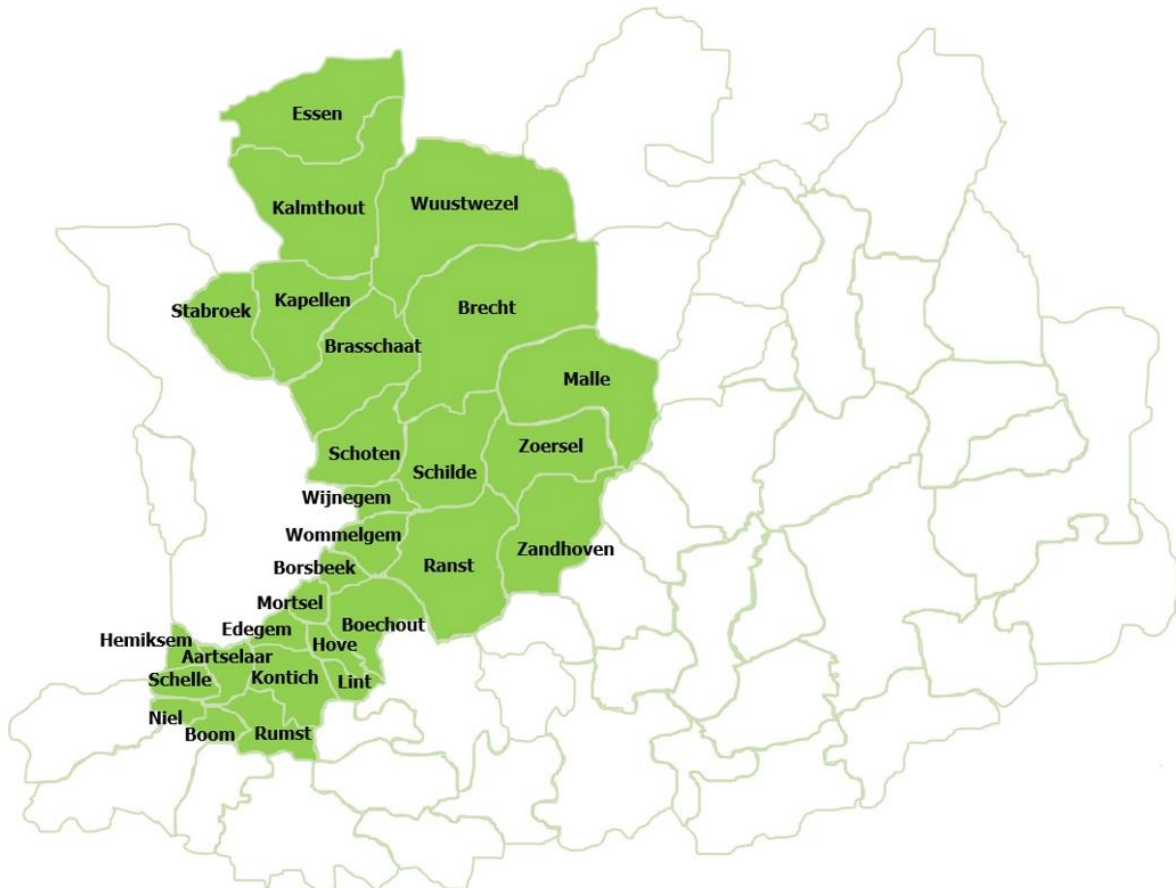 Essen
Kalmthout
Wuustwezel
Stabroek
Kapellen
Brecht
Brasschaat
Malle
Schoten
Schilde
Zoersel
Wijnegem
Wommelgem
Borsbeek
Ranst
Zandhoven
Mortsel
Edegem
Boechout
Hemiksem
Hove
Aartselaar
Schelle
Kontich
Lint
Niel
Boom
Rumst